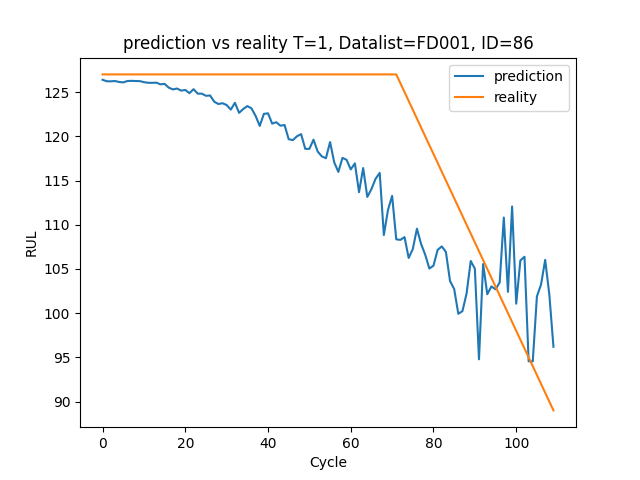 prediction vs reality T=1, Datalist=FD001, ID=86
prediction
reality
125
120
115
110
105
100
95
90
RUL
0
20
40
60
80
100
Cycle